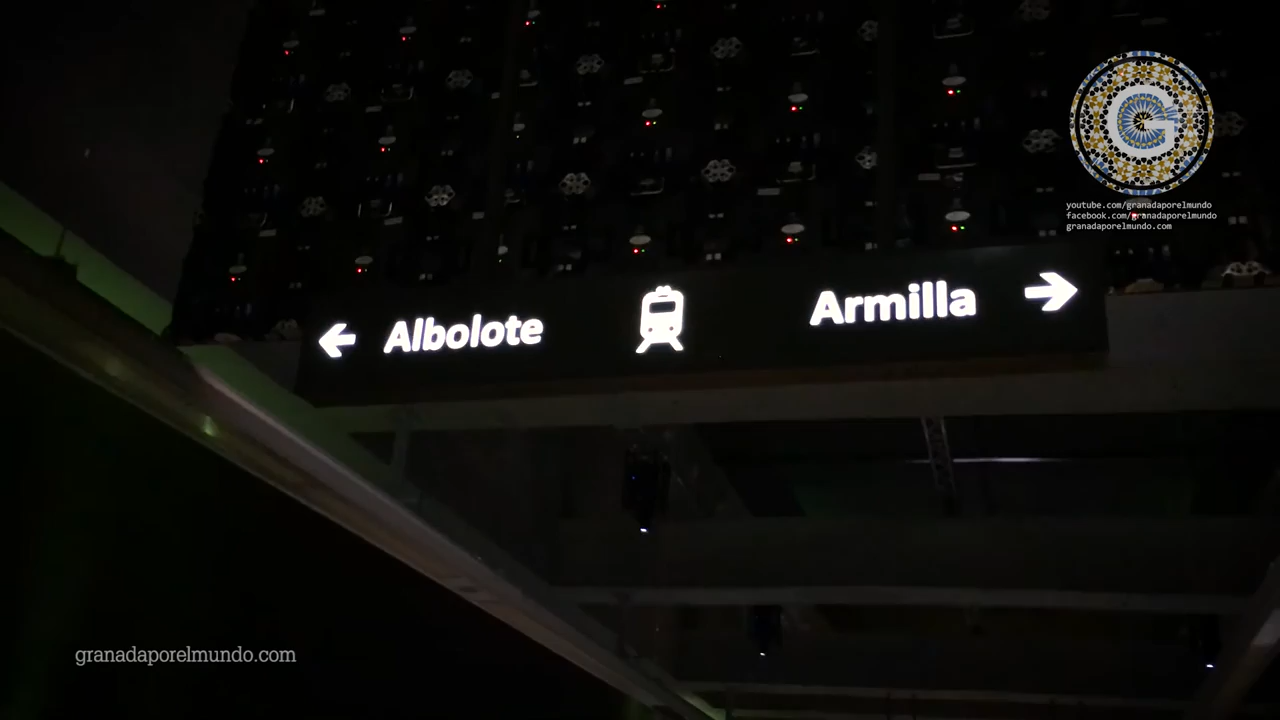 youtube.com/granadaporelmundo
facebook.com/granadaporelmundo
granadaporelmundo.com
← Albolote
Armilla →
granadaporelmundo.com